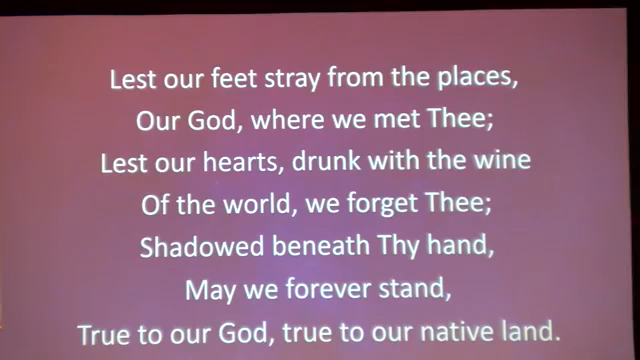 Lest our feet stray from the places,
Our God, where we met Thee;
Lest our hearts, drunk with the wine
Of the world, we forget Thee;
Shadowed beneath Thy hand,
May we forever stand,
True to our God, true to our native land.